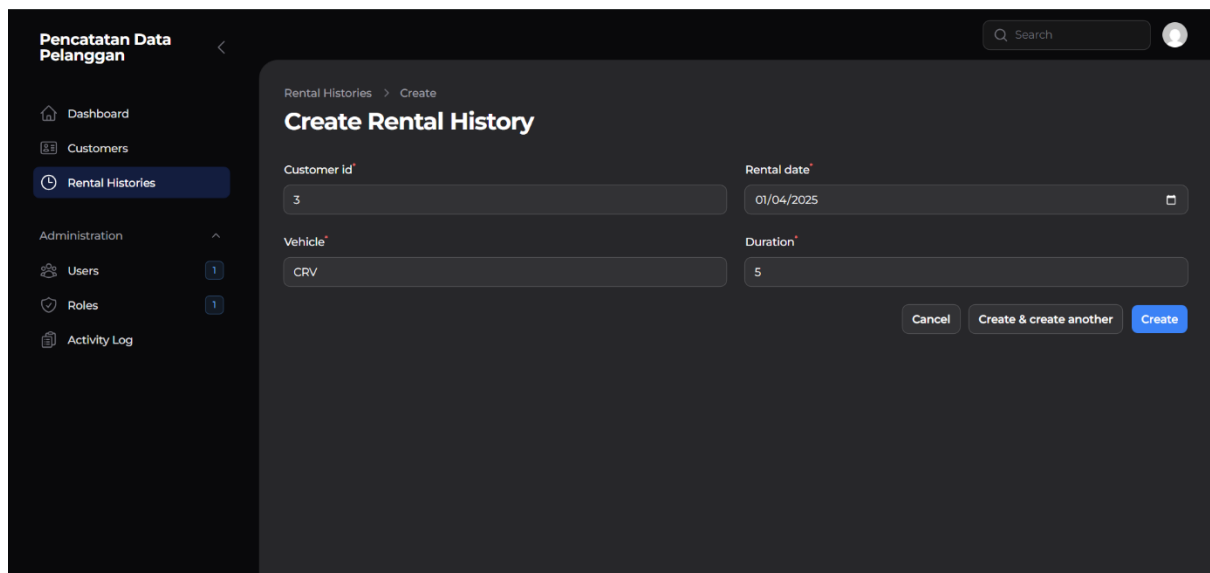 Pencatatan Data
Pelanggan
Search
Dashboard
Customers
Rental Histories
Administration
Users 1
Roles 1
Activity Log
Rental Histories > Create
Create Rental History
Customer id*
3
Rental date*
01/04/2025
Vehicle*
CRV
Duration*
5
Cancel
Create & create another
Create